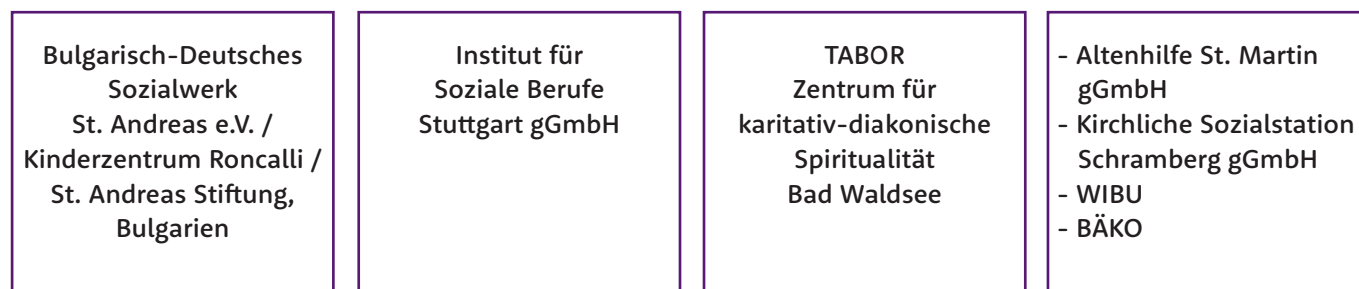 Bulgarisch-Deutsches
Sozialwerk
St. Andreas e.V. /
Kinderzentrum Roncalli /
St. Andreas Stiftung,
Bulgarien
Institut für
Soziale Berufe
Stuttgart gGmbH
TABOR
Zentrum für
karitativ-diakonische
Spiritualität
Bad Waldsee
- Altenhilfe St. Martin
gGmbH
- Kirchliche Sozialstation
Schramberg gGmbH
- WIBU
- BÄKO